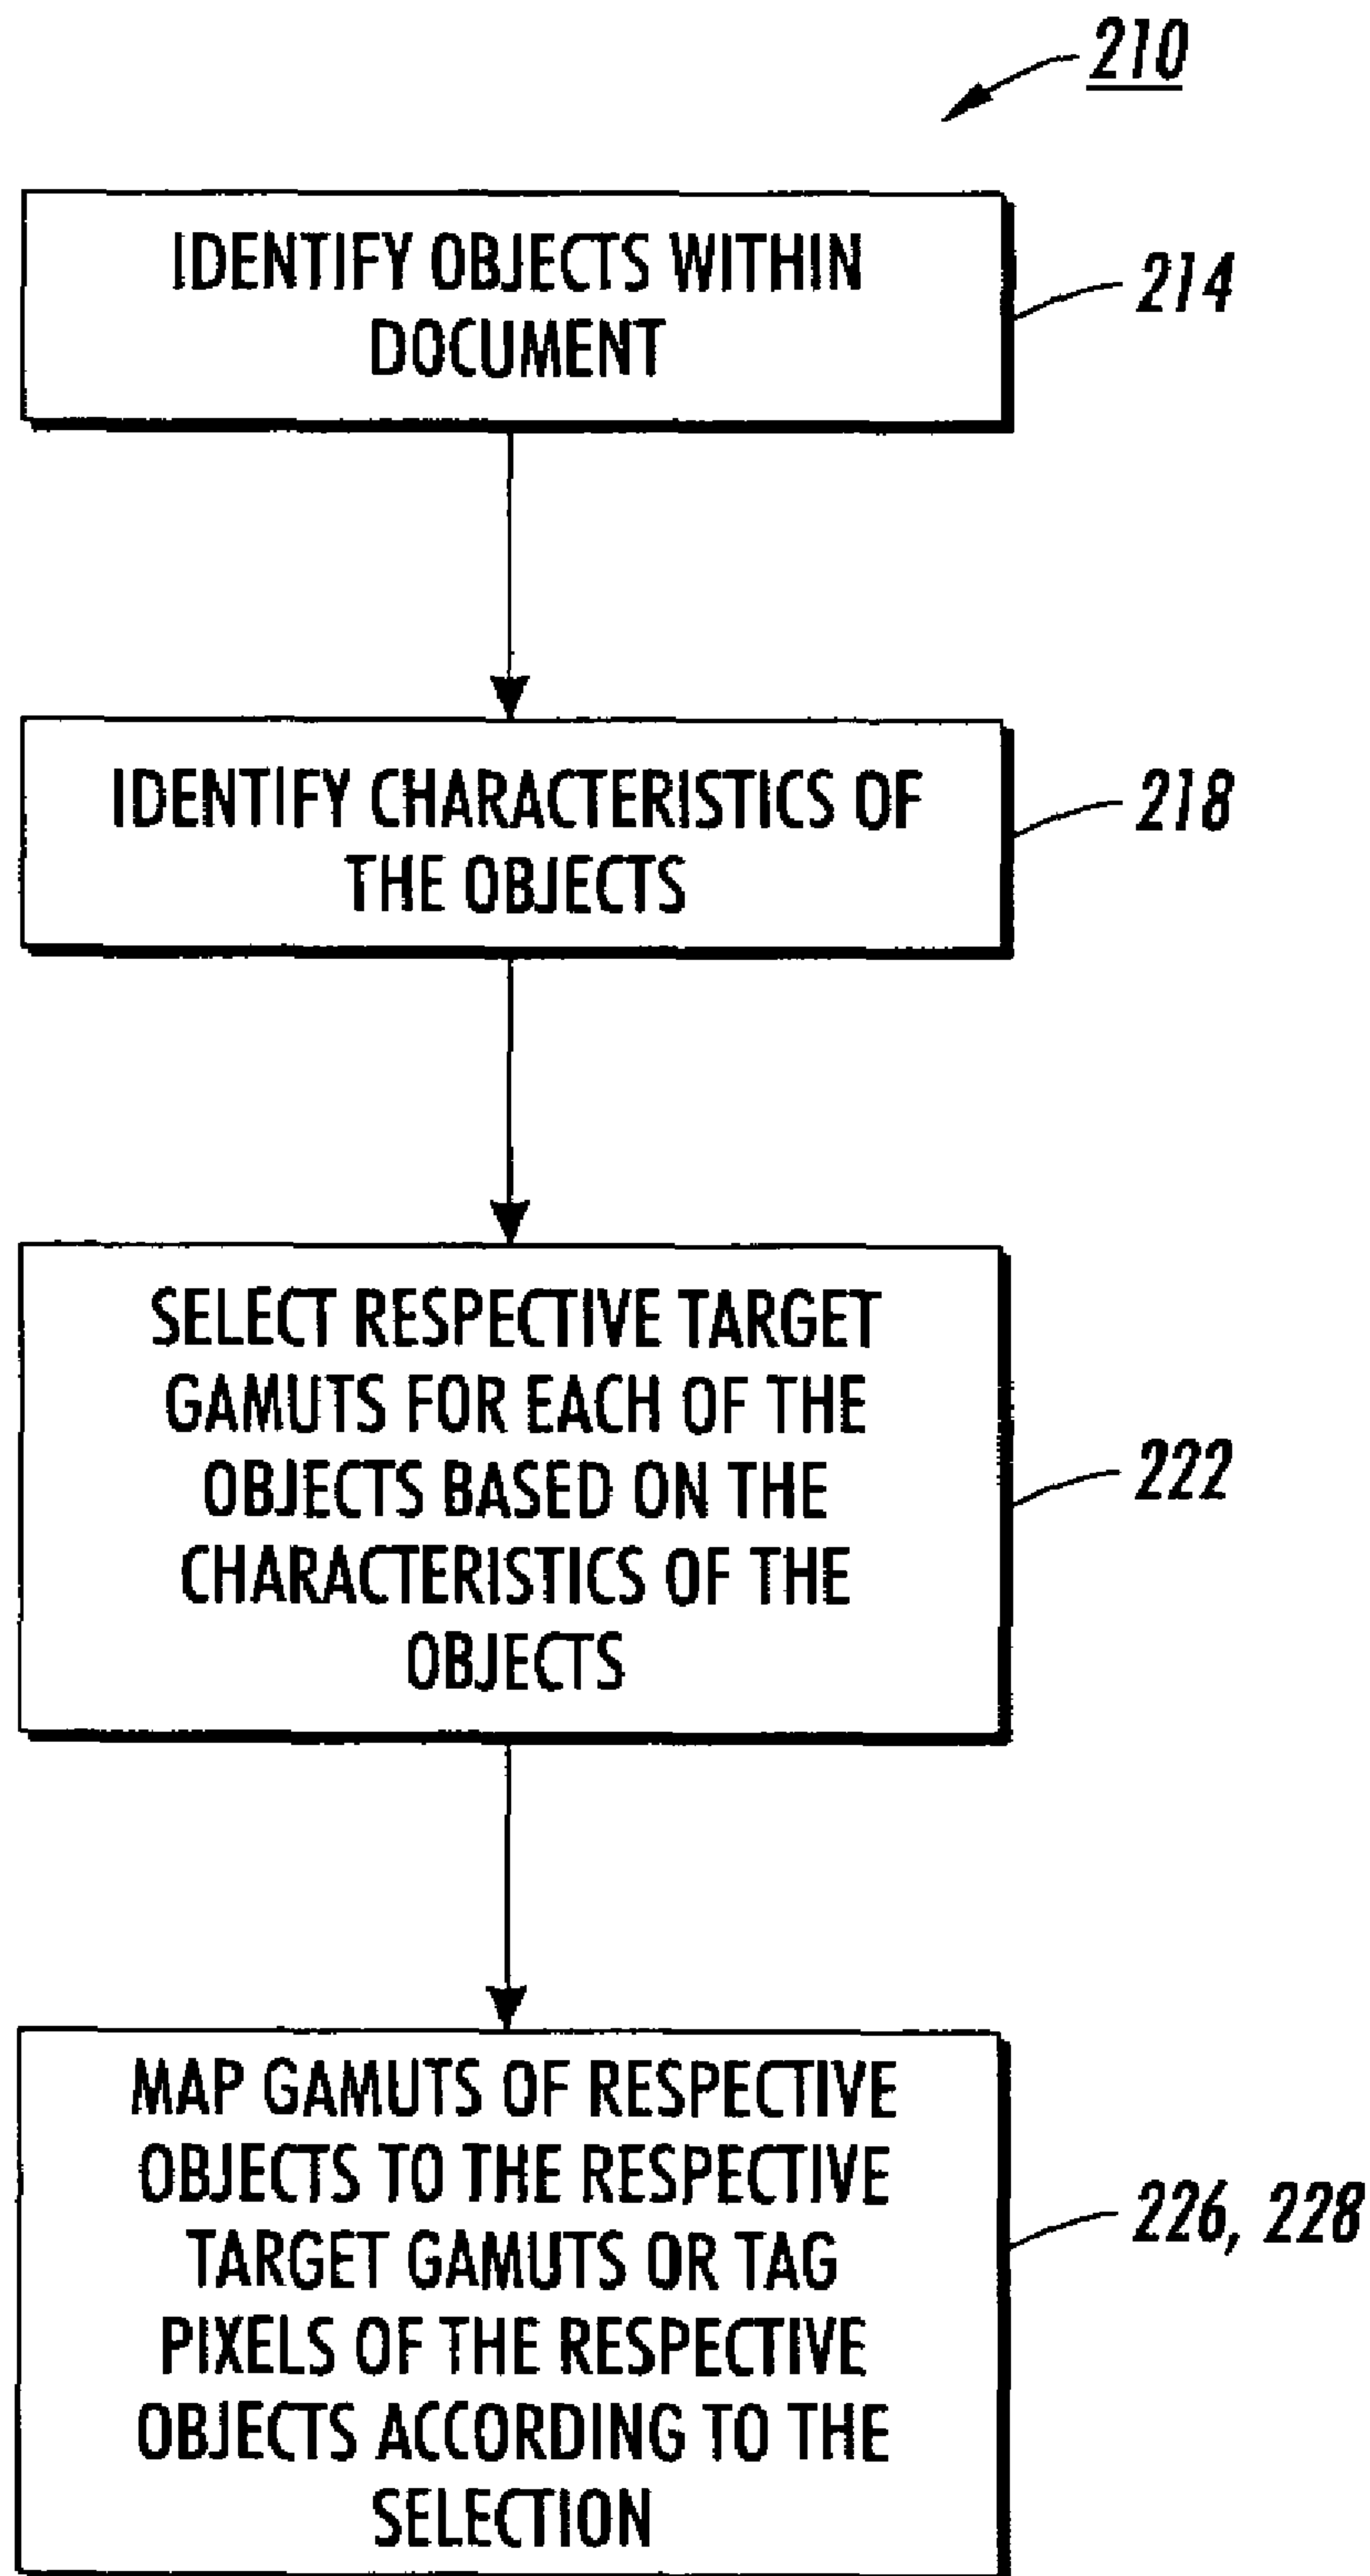 210
IDENTIFY OBJECTS WITHIN
DOCUMENT
214
IDENTIFY CHARACTERISTICS OF
THE OBJECTS
218
SELECT RESPECTIVE TARGET
GAMUTS FOR EACH OF THE
OBJECTS BASED ON THE
CHARACTERISTICS OF THE
OBJECTS
222
MAP GAMUTS OF RESPECTIVE
OBJECTS TO THE RESPECTIVE
TARGET GAMUTS OR TAG
PIXELS OF THE RESPECTIVE
OBJECTS ACCORDING TO THE
SELECTION
226, 228